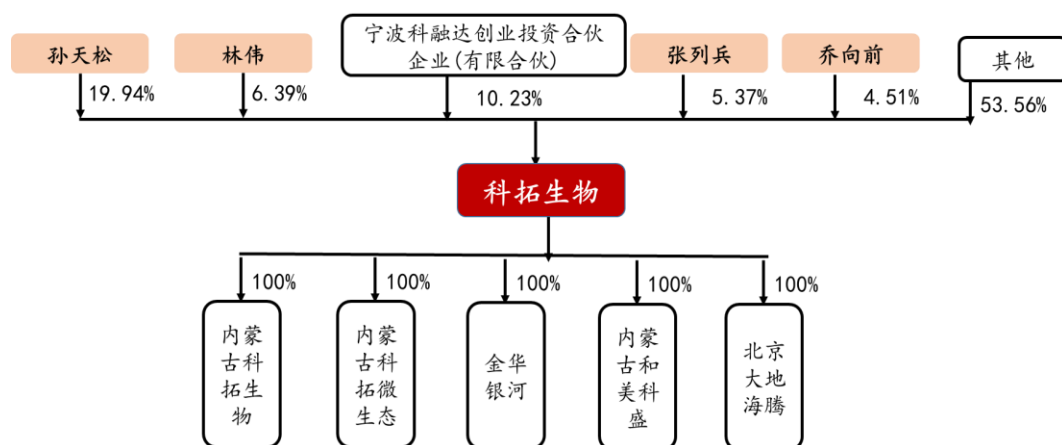 孙天松
林伟
宁波科融达创业投资合伙
企业(有限合伙)
张列兵
乔向前
其他
19.94%
6.39%
10.23%
5.37%
4.51%
53.56%
科拓生物
100%
100%
100%
100%
100%
内蒙
古科
拓生
物
内蒙
古科
拓微
生态
金华
银河
内蒙
古和
美科
盛
北京
大地
海腾